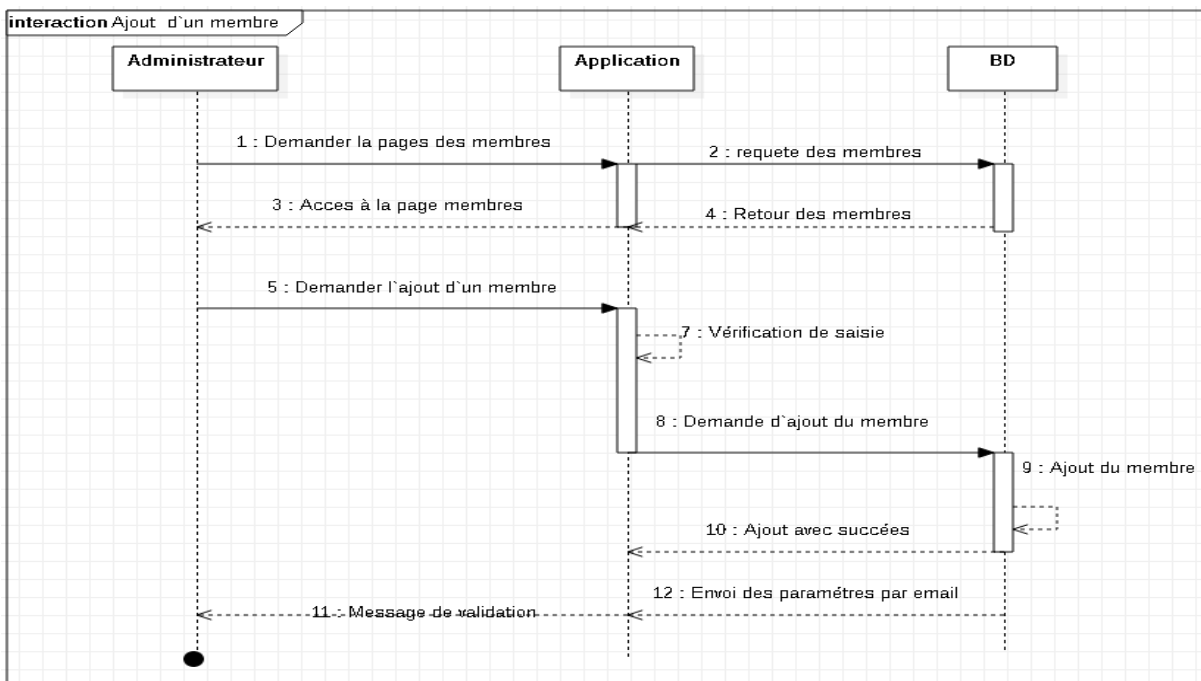 interaction Ajout d`un membre
Administrateur
Application
BD
1 : Demander la pages des membres
2 : requete des membres
3 : Acces à la page membres
4 : Retour des membres
5 : Demander l`ajout d`un membre
7 : Vérification de saisie
8 : Demande d`ajout du membre
9 : Ajout du membre
10 : Ajout avec succées
12 : Envoi des paramétres par email
11 : Message de validation